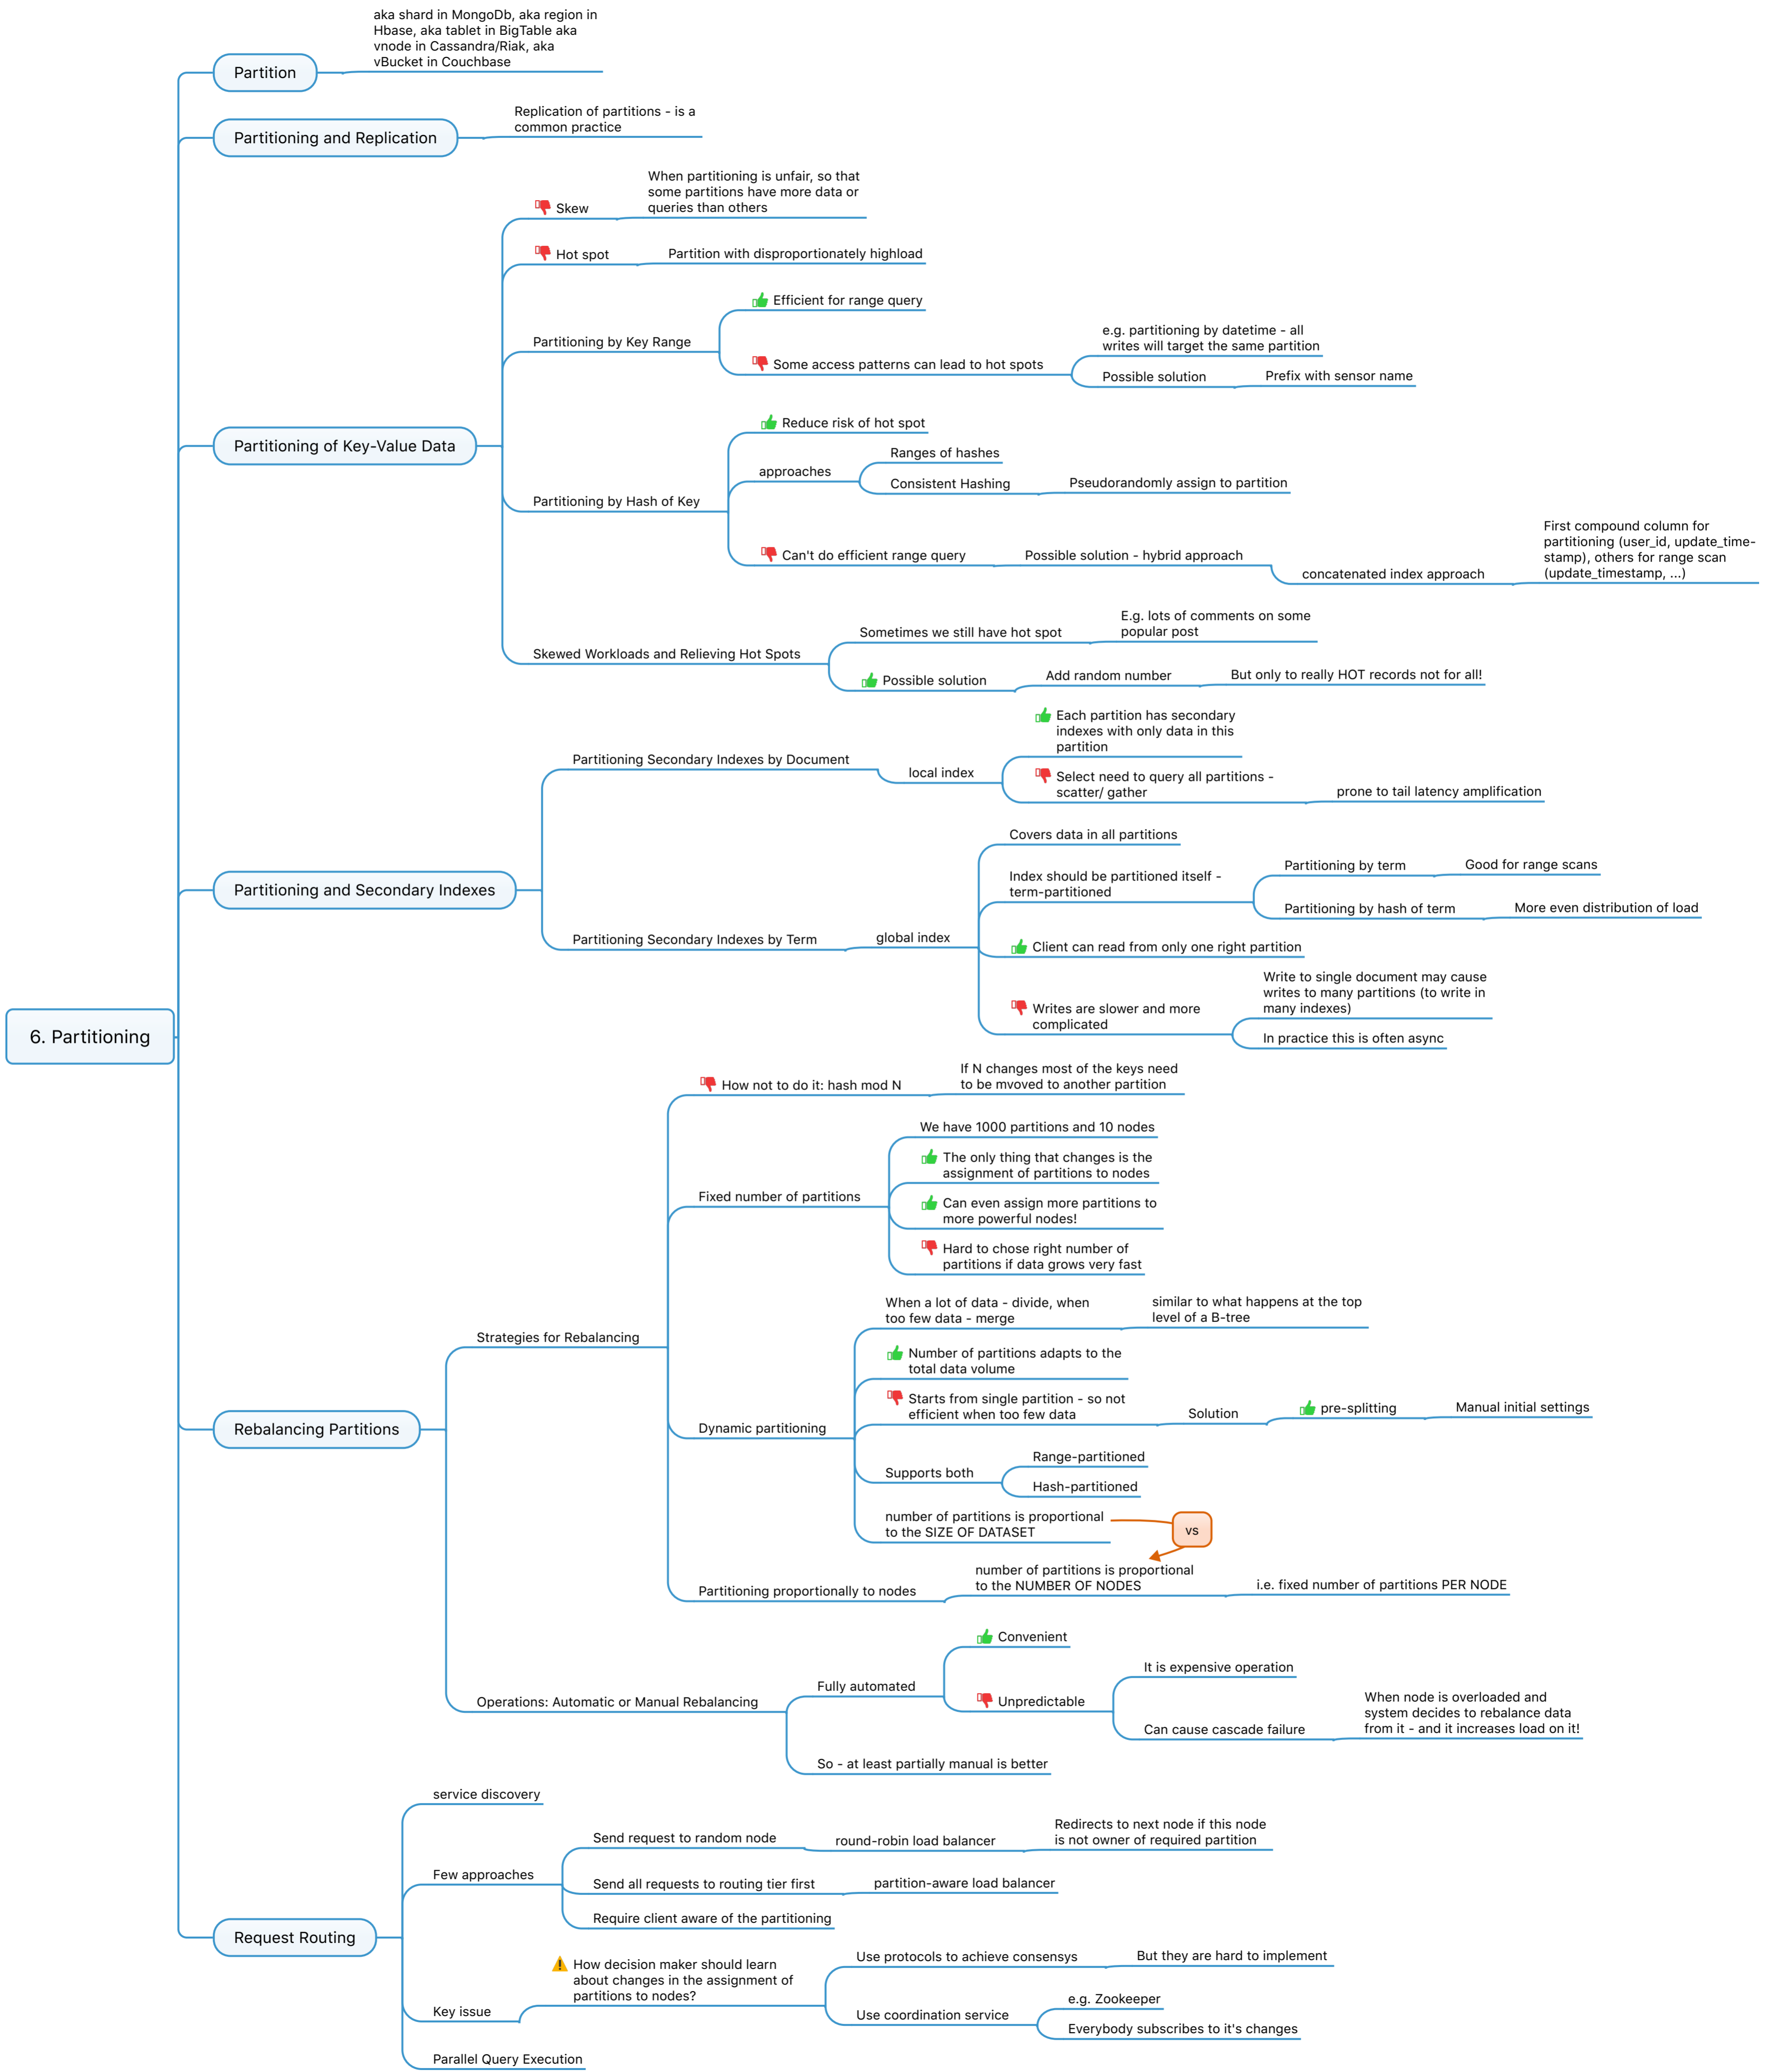 aka shard in MongoDb, aka region in
Hbase, aka tablet in BigTable aka
vnode in Cassandra/Riak, aka
vBucket in Couchbase
Partition
Replication of partitions - is a
common practice
Partitioning and Replication
When partitioning is unfair, so that
some partitions have more data or
queries than others
Skew
Hot spot
Partition with disproportionately highload
Efficient for range query
Partitioning by Key Range
e.g. partitioning by datetime - all
writes will target the same partition
Some access patterns can lead to hot spots
Possible solution
Prefix with sensor name
Partitioning of Key-Value Data
Reduce risk of hot spot
Ranges of hashes
approaches
Consistent Hashing
Pseudorandomly assign to partition
Partitioning by Hash of Key
Can't do efficient range query
Possible solution - hybrid approach
concatenated index approach
First compound column for
partitioning (user_id, update_time-
stamp), others for range scan
(update_timestamp, ...)
Sometimes we still have hot spot
E.g. lots of comments on some
popular post
Skewed Workloads and Relieving Hot Spots
Possible solution
Add random number
But only to really HOT records not for all!
Each partition has secondary
indexes with only data in this
partition
Partitioning Secondary Indexes by Document
local index
Select need to query all partitions -
scatter/ gather
prone to tail latency amplification
Covers data in all partitions
Partitioning and Secondary Indexes
Index should be partitioned itself -
term-partitioned
Partitioning by term
Good for range scans
Partitioning by hash of term
More even distribution of load
Partitioning Secondary Indexes by Term
global index
Client can read from only one right partition
Writes are slower and more
complicated
Write to single document may cause
writes to many partitions (to write in
many indexes)
In practice this is often async
6. Partitioning
How not to do it: hash mod N
If N changes most of the keys need
to be mvoved to another partition
We have 1000 partitions and 10 nodes
The only thing that changes is the
assignment of partitions to nodes
Fixed number of partitions
Can even assign more partitions to
more powerful nodes!
Hard to chose right number of
partitions if data grows very fast
When a lot of data - divide, when
too few data - merge
similar to what happens at the top
level of a B-tree
Strategies for Rebalancing
Number of partitions adapts to the
total data volume
Starts from single partition - so not
efficient when too few data
Solution
pre-splitting
Manual initial settings
Rebalancing Partitions
Dynamic partitioning
Supports both
Range-partitioned
Hash-partitioned
number of partitions is proportional
to the SIZE OF DATASET
vs
Partitioning proportionally to nodes
number of partitions is proportional
to the NUMBER OF NODES
i.e. fixed number of partitions PER NODE
Convenient
Fully automated
Unpredictable
It is expensive operation
Can cause cascade failure
When node is overloaded and
system decides to rebalance data
from it - and it increases load on it!
Operations: Automatic or Manual Rebalancing
So - at least partially manual is better
service discovery
Send request to random node
round-robin load balancer
Redirects to next node if this node
is not owner of required partition
Few approaches
Send all requests to routing tier first
partition-aware load balancer
Require client aware of the partitioning
Request Routing
How decision maker should learn
about changes in the assignment of
partitions to nodes?
Use protocols to achieve consensys
But they are hard to implement
Key issue
Use coordination service
e.g. Zookeeper
Everybody subscribes to it's changes
Parallel Query Execution